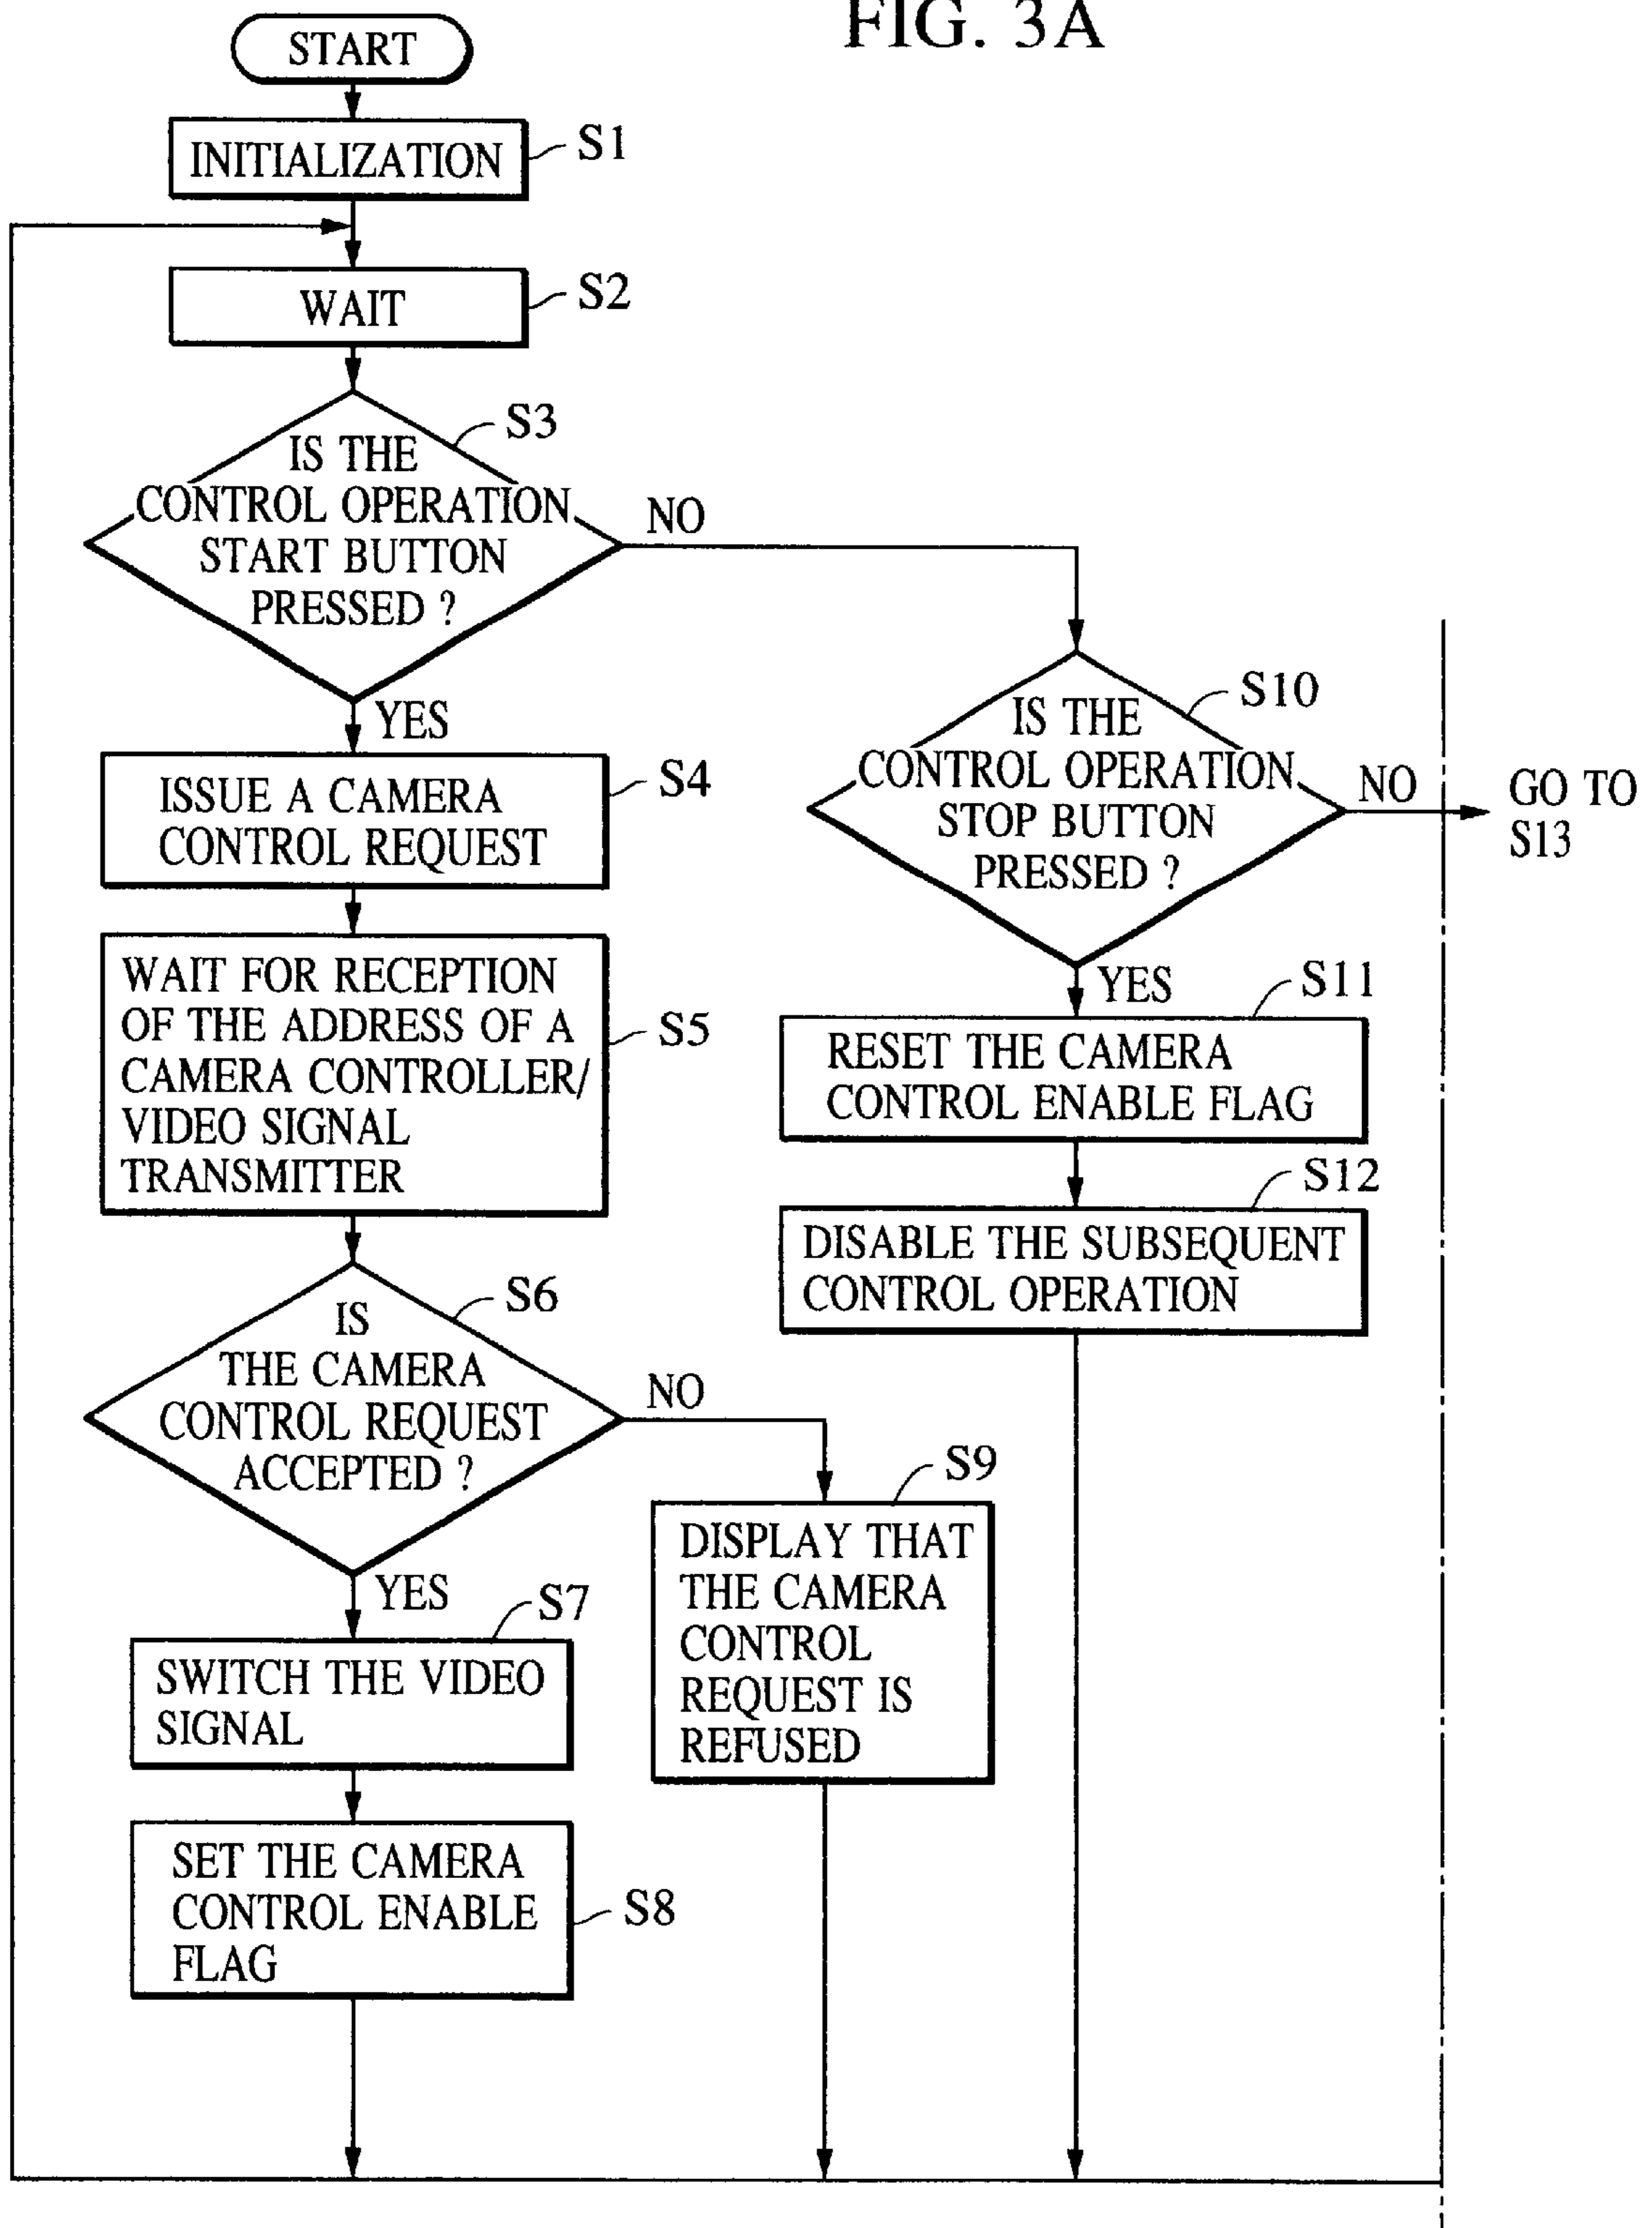 FIG. 3A
START
INITIALIZATION
S1
WAIT
S2
S3
IS THE
CONTROL OPERATION
START BUTTON
PRESSED ?
NO
YES
ISSUE A CAMERA
CONTROL REQUEST
S4
WAIT FOR RECEPTION
OF THE ADDRESS OF A
CAMERA CONTROLLER/
VIDEO SIGNAL
TRANSMITTER
S5
S6
IS
THE CAMERA
CONTROL REQUEST
ACCEPTED ?
NO
YES
S7
SWITCH THE VIDEO
SIGNAL
SET THE CAMERA
CONTROL ENABLE
FLAG
S8
S9
DISPLAY THAT
THE CAMERA
CONTROL
REQUEST IS
REFUSED
S10
IS THE
CONTROL OPERATION
STOP BUTTON
PRESSED ?
NO
GO TO
S13
YES
S11
RESET THE CAMERA
CONTROL ENABLE FLAG
S12
DISABLE THE SUBSEQUENT
CONTROL OPERATION